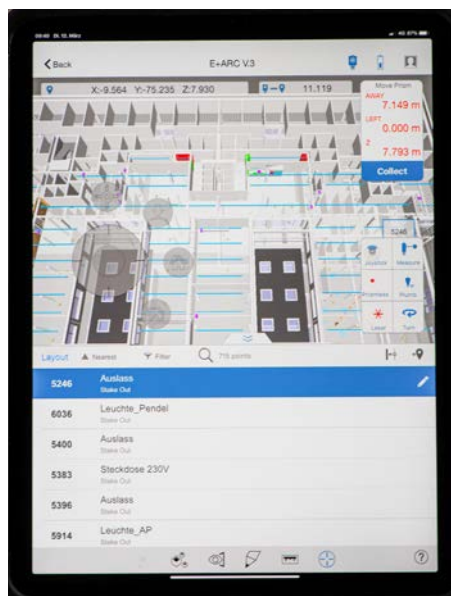 Back
E+ARC V.3
X:-9.564 Y:-75.235 Z:7.930
11.119
Move Prism
AWAY
7.149 m
LEFT
0.000 m
Z
7.793 m
Collect
5246
Joystick
Measure
Plumb
Laser
Turn
Layout
Nearest
Filter
715 points
5246
Auslass
Stake Out
6036
Leuchte_Pendel
Stake Out
5400
Auslass
Stake Out
5383
Steckdose 230V
Stake Out
5396
Auslass
Stake Out
5914
Leuchte_AP
Stake Out
?